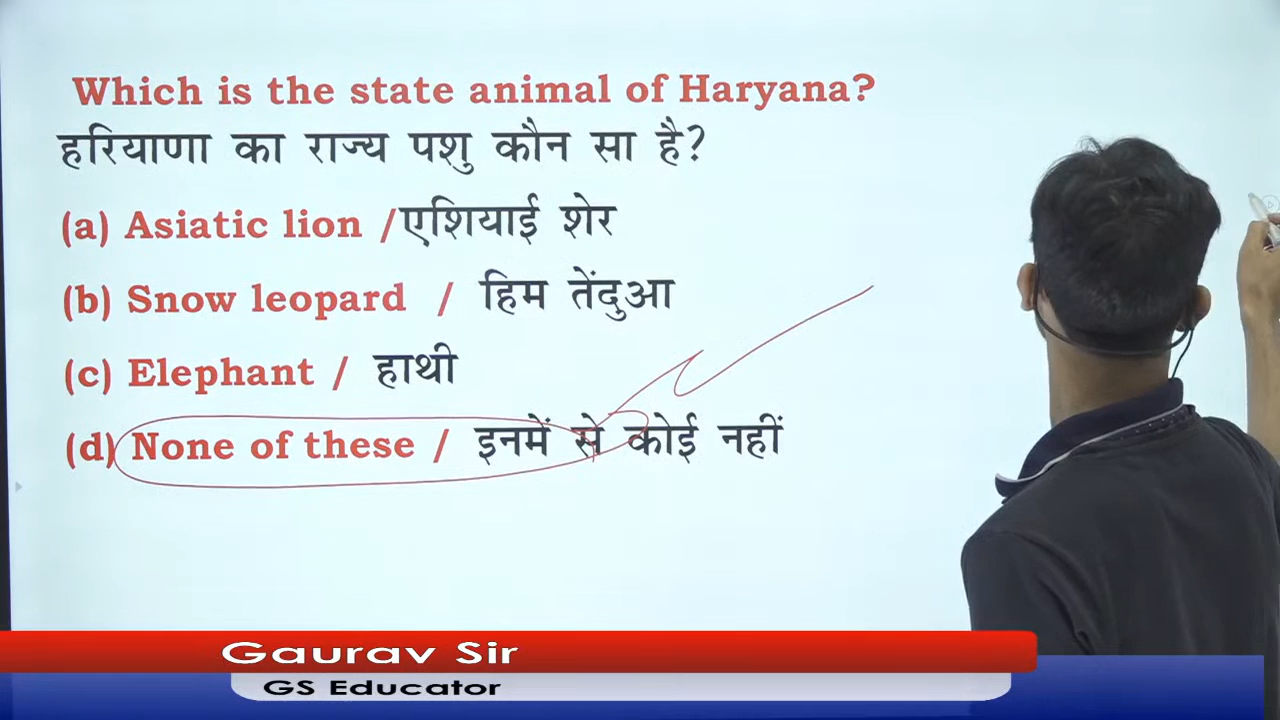 Which is the state animal of Haryana?
हरियाणा का राज्य पशु कौन सा है?
(a) Asiatic lion /एशियाई शेर
(b) Snow leopard / हिम तेंदुआ
(c) Elephant / हाथी
(d) None of these / इनमें से कोई नहीं
Gaurav Sir
GS Educator